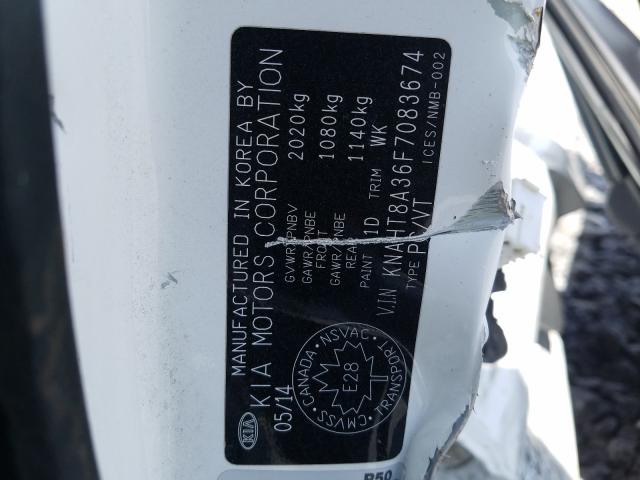 MANUFACTURED IN KOREA BY
KIA MOTORS CORPORATION
KIA
05/14
GVWR/PNBV 2020kg
GAWR/PNBE
FRONT 1080kg
GAWR/PNBE
REAR 1140kg
PAINT 1D TRIM WK
V.I.N KNAHT8A36F7083674
TYPE ICES/NMB-002
CANADA NSVAC
E28
CMVSS TRANSPORT